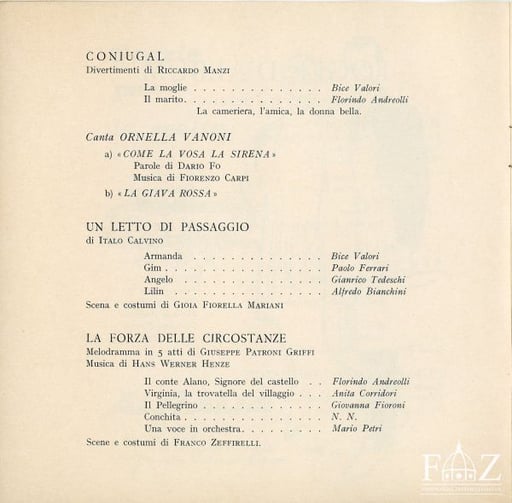 CONIUGAL
Divertimenti di RICCARDO MANZI
La moglie . . . . . . . . . . . . . . Bice Valori
Il marito. . . . . . . . . . . . . . Florindo Andreolli
La cameriera, l'amica, la donna bella.
Canta ORNELLA VANONI
a) « COME LA VOSA LA SIRENA »
Parole di DARIO FO
Musica di FIORENZO CARPI
b) « LA GIAVA ROSSA »
UN LETTO DI PASSAGGIO
di ITALO CALVINO
Armanda . . . . . . . . . . . . . Bice Valori
Gim . . . . . . . . . . . . . . . Paolo Ferrari
Angelo . . . . . . . . . . . . . . Gianrico Tedeschi
Lilin . . . . . . . . . . . . . . . Alfredo Bianchini
Scena e costumi di GIOIA FIORELLA MARIANI
LA FORZA DELLE CIRCOSTANZE
Melodramma in 5 atti di GIUSEPPE PATRONI GRIFFI
Musica di HANS WERNER HENZE
Il conte Alano, Signore del castello . . Florindo Andreolli
Virginia, la trovatella del villaggio . . . Anita Corridori
Il Pellegrino . . . . . . . . . . . . Giovanna Fioroni
Conchita . . . . . . . . . . . . . . N. N.
Una voce in orchestra. . . . . . . . . Mario Petri
Scene e costumi di FRANCO ZEFFIRELLI.
F Z